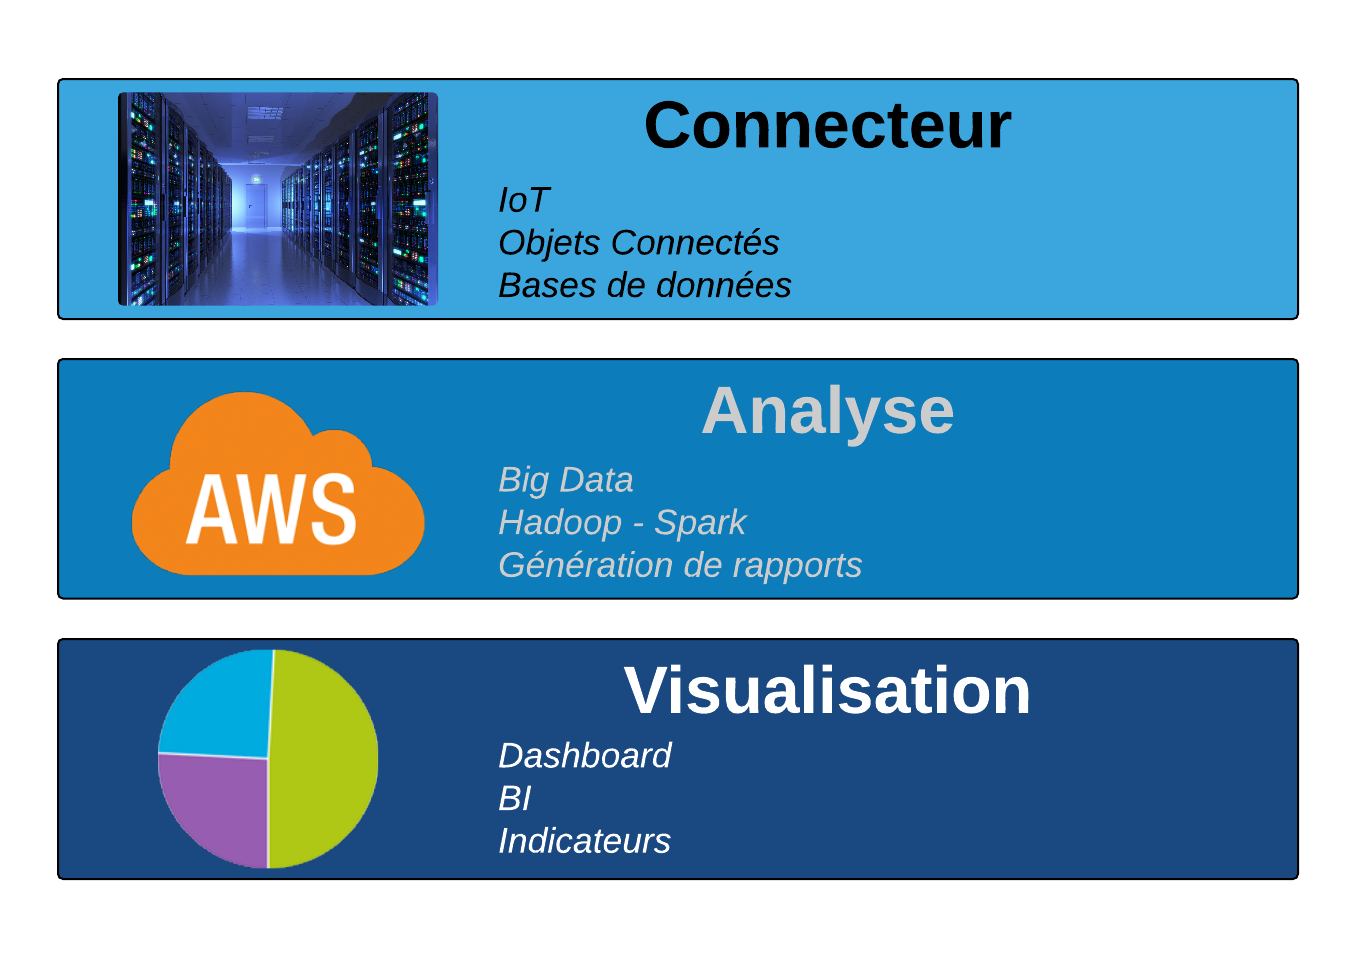 Connecteur
IoT
Objets Connectés
Bases de données
AWS
Analyse
Big Data
Hadoop - Spark
Génération de rapports
Visualisation
Dashboard
BI
Indicateurs